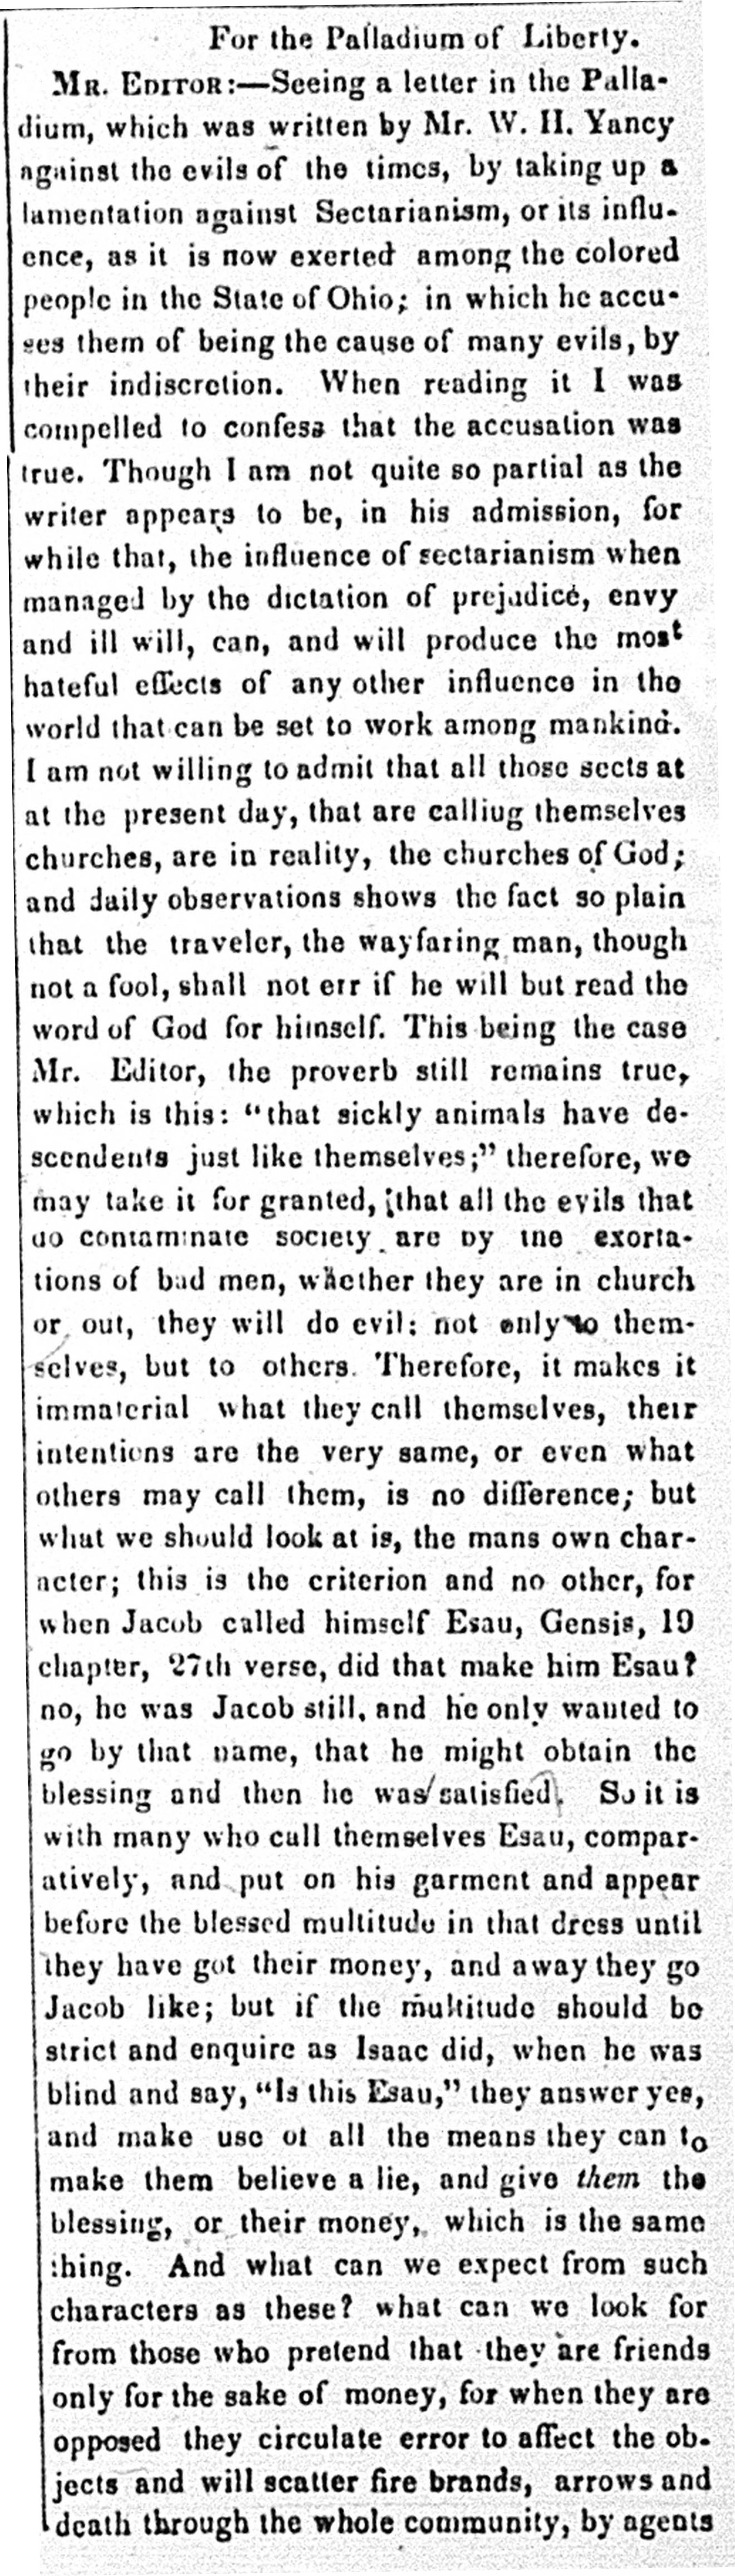 For the Palladium of Liberty.
MR. EDITOR:—Seeing a letter in the Palla-
dium, which was written by Mr. W. H. Yancy
against the evils of the times, by taking up a
lamentation against Sectarianism, or its influ-
ence, as it is now exerted among the colored
people in the State of Ohio; in which he accu-
ses them of being the cause of many evils, by
their indiscretion. When reading it I was
compelled to confess that the accusation was
true. Though I am not quite so partial as the
writer appears to be, in his admission, for
while that, the influence of sectarianism when
managed by the dictation of prejudice, envy
and ill will, can, and will produce the most
hateful effects of any other influence in the
world that can be set to work among mankind.
I am not willing to admit that all those sects at
at the present day, that are calliug themselves
churches, are in reality, the churches of God;
and daily observations shows the fact so plain
that the traveler, the wayfaring man, though
not a fool, shall not err if he will but read the
word of God for himself. This being the case
Mr. Editor, the proverb still remains true,
which is this: "that sickly animals have de-
scendents just like themselves;" therefore, we
may take it for granted, [that all the evils that
do contaminate society are by the exorta-
tions of bad men, whether they are in church
or out, they will do evil: not only to them-
selves, but to others. Therefore, it makes it
immaterial what they call themselves, their
intentions are the very same, or even what
others may call them, is no difference; but
what we should look at is, the mans own char-
acter; this is the criterion and no other, for
when Jacob called himself Esau, Gensis, 19
chapter, 27th verse, did that make him Esau?
no, he was Jacob still, and he only wanted to
go by that name, that he might obtain the
blessing and then he was satisfied. So it is
with many who call themselves Esau, compar-
atively, and put on his garment and appear
before the blessed multitude in that dress until
they have got their money, and away they go
Jacob like; but if the multitude should be
strict and enquire as Isaac did, when he was
blind and say, "Is this Esau," they answer yes,
and make use of all the means they can to
make them believe a lie, and give them the
blessing, or their money, which is the same
thing. And what can we expect from such
characters as these? what can we look for
from those who pretend that they are friends
only for the sake of money, for when they are
opposed they circulate error to affect the ob-
jects and will scatter fire brands, arrows and
death through the whole community, by agents